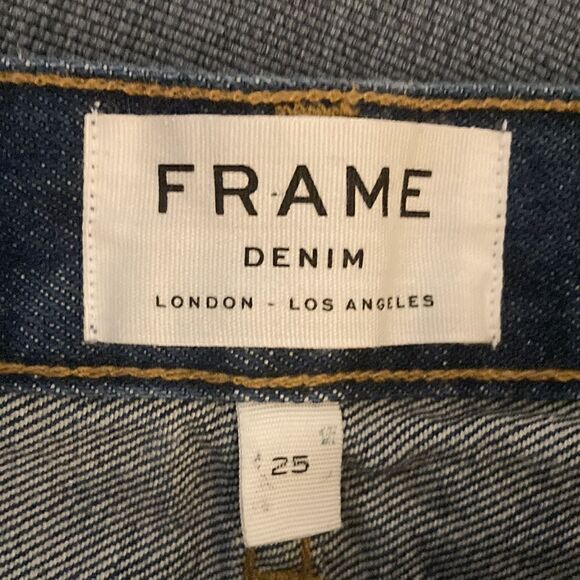 FRAME
DENIM
LONDON - LOS ANGELES
25